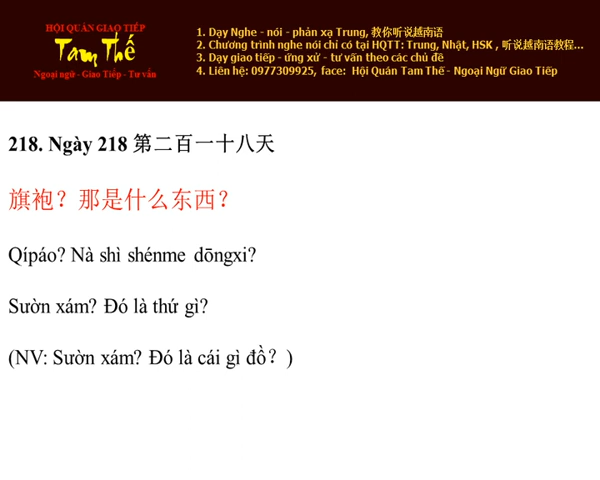 HỘI QUÁN GIAO TIẾP
Tam Thế
Ngoại ngữ - Giao Tiếp - Tư vấn
1. Dạy Nghe - nói - phản xạ Trung, 教你听说越南语
2. Chương trình nghe nói chỉ có tại HQTT: Trung, Nhật, HSK , 听说越南语教程...
3. Dạy giao tiếp - ứng xử - tư vấn theo các chủ đề
4. Liên hệ: 0977309925, face: Hội Quán Tam Thế - Ngoại Ngữ Giao Tiếp
218. Ngày 218 第二百一十八天
旗袍？那是什么东西？
Qípáo? Nà shì shénme dōngxi?
Sườn xám? Đó là thứ gì?
(NV: Sườn xám? Đó là cái gì đồ？)